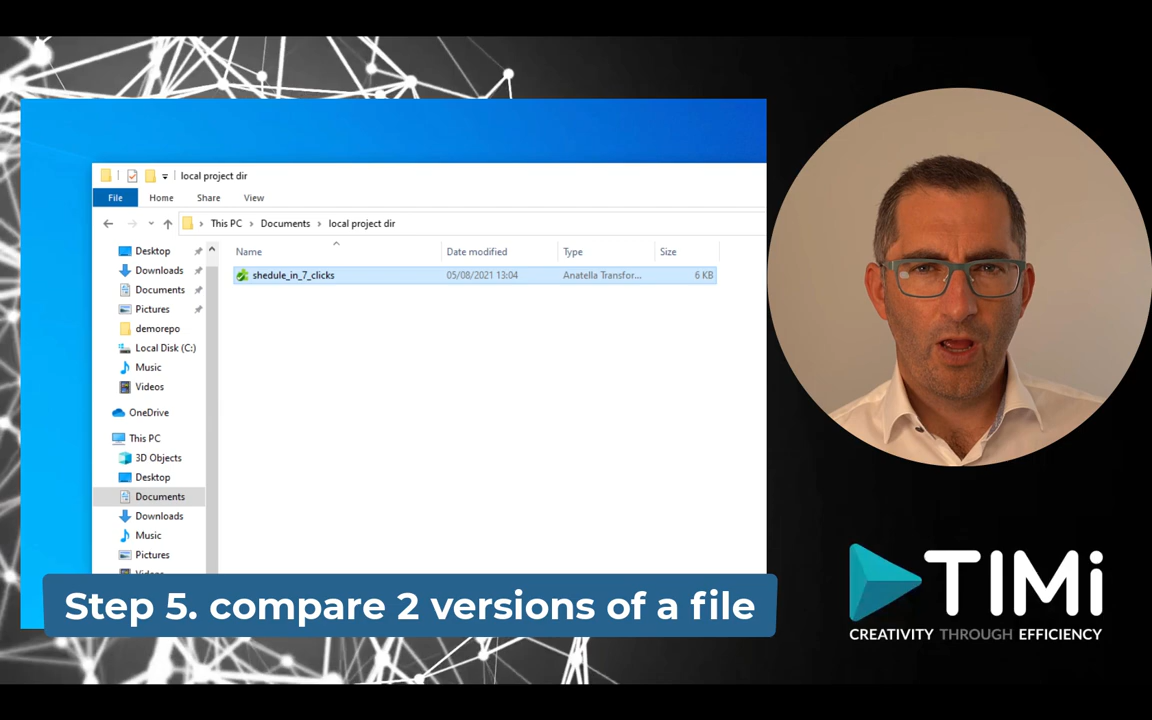 local project dir
File Home Share View
This PC Documents local project dir
Name Date modified Type Size
shedule_in_7_clicks 05/08/2021 13:04 Anatella Transfor... 6 KB
Desktop
Downloads
Documents
Pictures
demorepo
Local Disk (C:)
Music
Videos
OneDrive
This PC
3D Objects
Desktop
Documents
Downloads
Music
Pictures
Step 5. compare 2 versions of a file
TIMi
CREATIVITY THROUGH EFFICIENCY